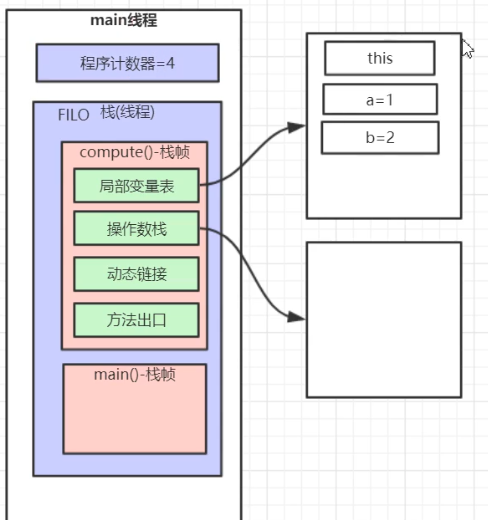 main线程
程序计数器=4
FILO 栈(线程)
compute()-栈帧
局部变量表
操作数栈
动态链接
方法出口
main()-栈帧
this
a=1
b=2